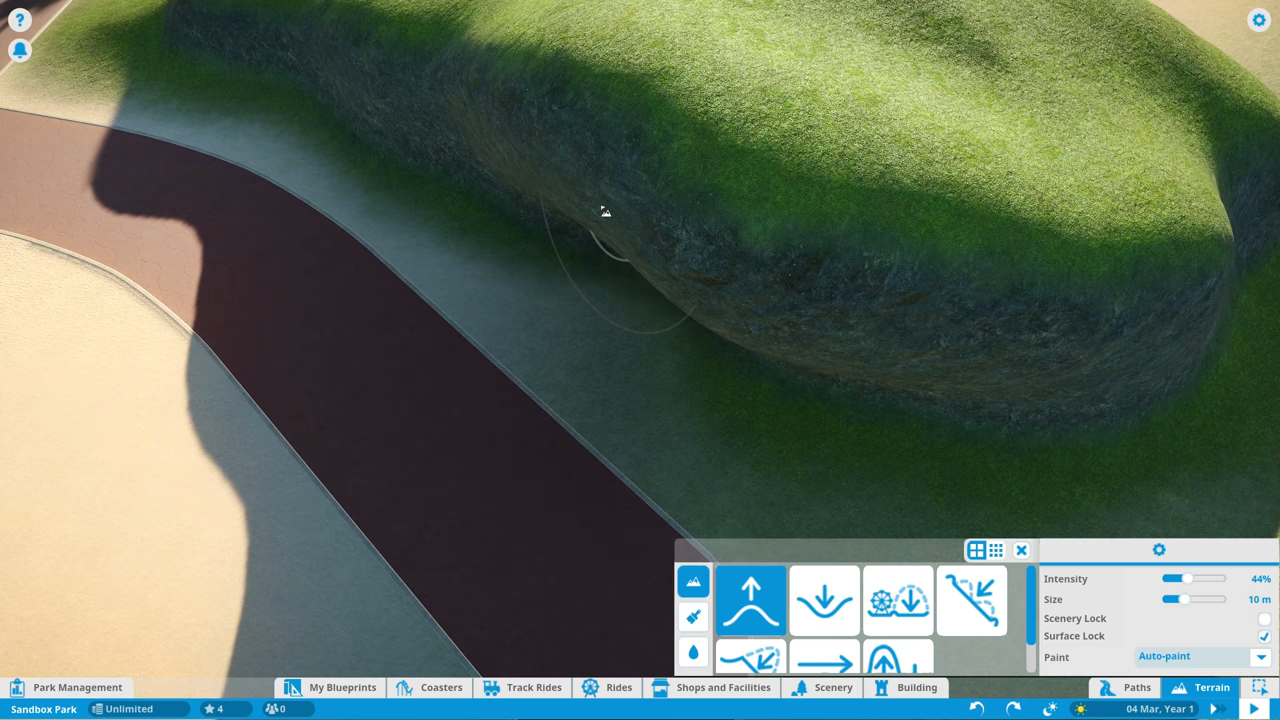 ?
Intensity 44%
Size 10 m
Scenery Lock
Surface Lock
Paint Auto-paint
Park Management My Blueprints Coasters Track Rides Rides Shops and Facilities Scenery Building Paths Terrain
Sandbox Park Unlimited 4 0 04 Mar, Year 1